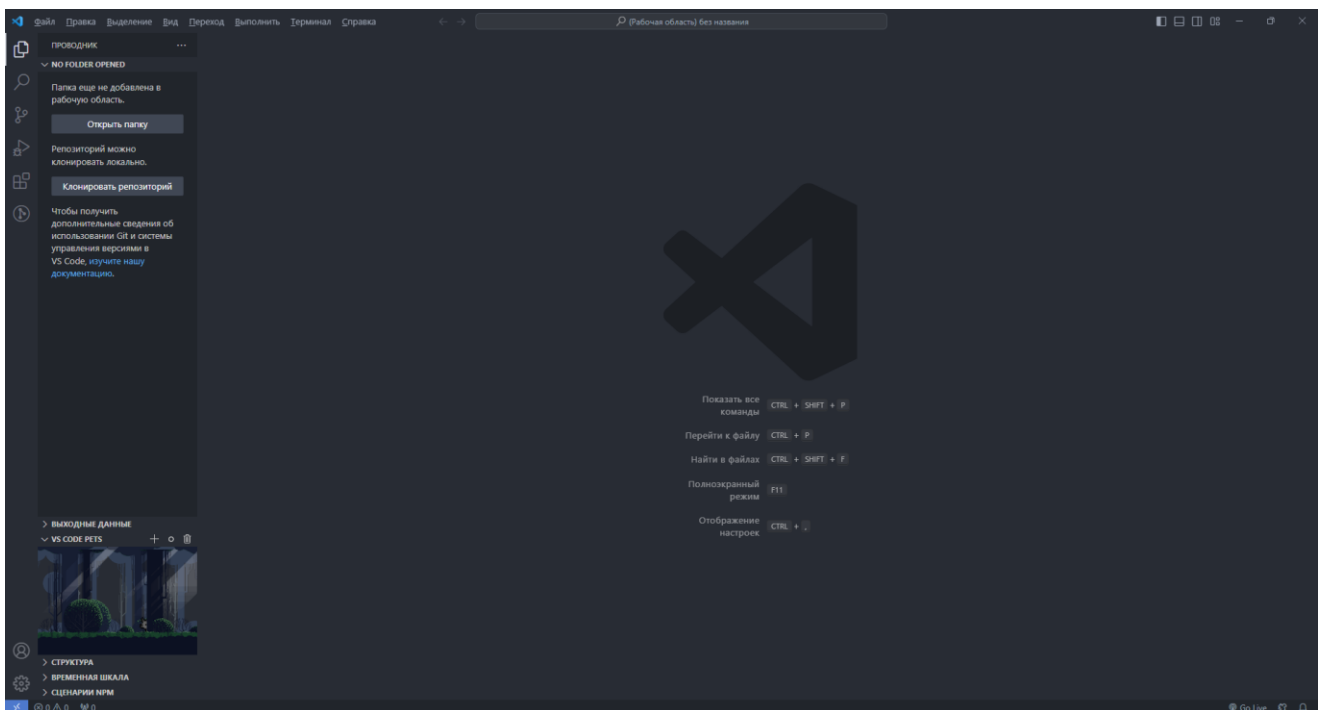 Файл Правка Выделение Вид Переход Выполнить Терминал Справка
(Рабочая область) без названия
ПРОВОДНИК
NO FOLDER OPENED
Папка еще не добавлена в
рабочую область.
Открыть папку
Репозиторий можно
клонировать локально.
Клонировать репозиторий
Чтобы получить
дополнительные сведения об
использовании Git и системы
управления версиями в
VS Code, изучите нашу
документацию.
Показать все
команды CTRL + SHIFT + P
Перейти к файлу CTRL + P
Найти в файлах CTRL + SHIFT + F
Полноэкранный
режим F11
Отображение
настроек CTRL + ,
ВЫХОДНЫЕ ДАННЫЕ
VS CODE PETS
СТРУКТУРА
ВРЕМЕННАЯ ШКАЛА
СЦЕНАРИИ NPM
0 0 0
Go Live